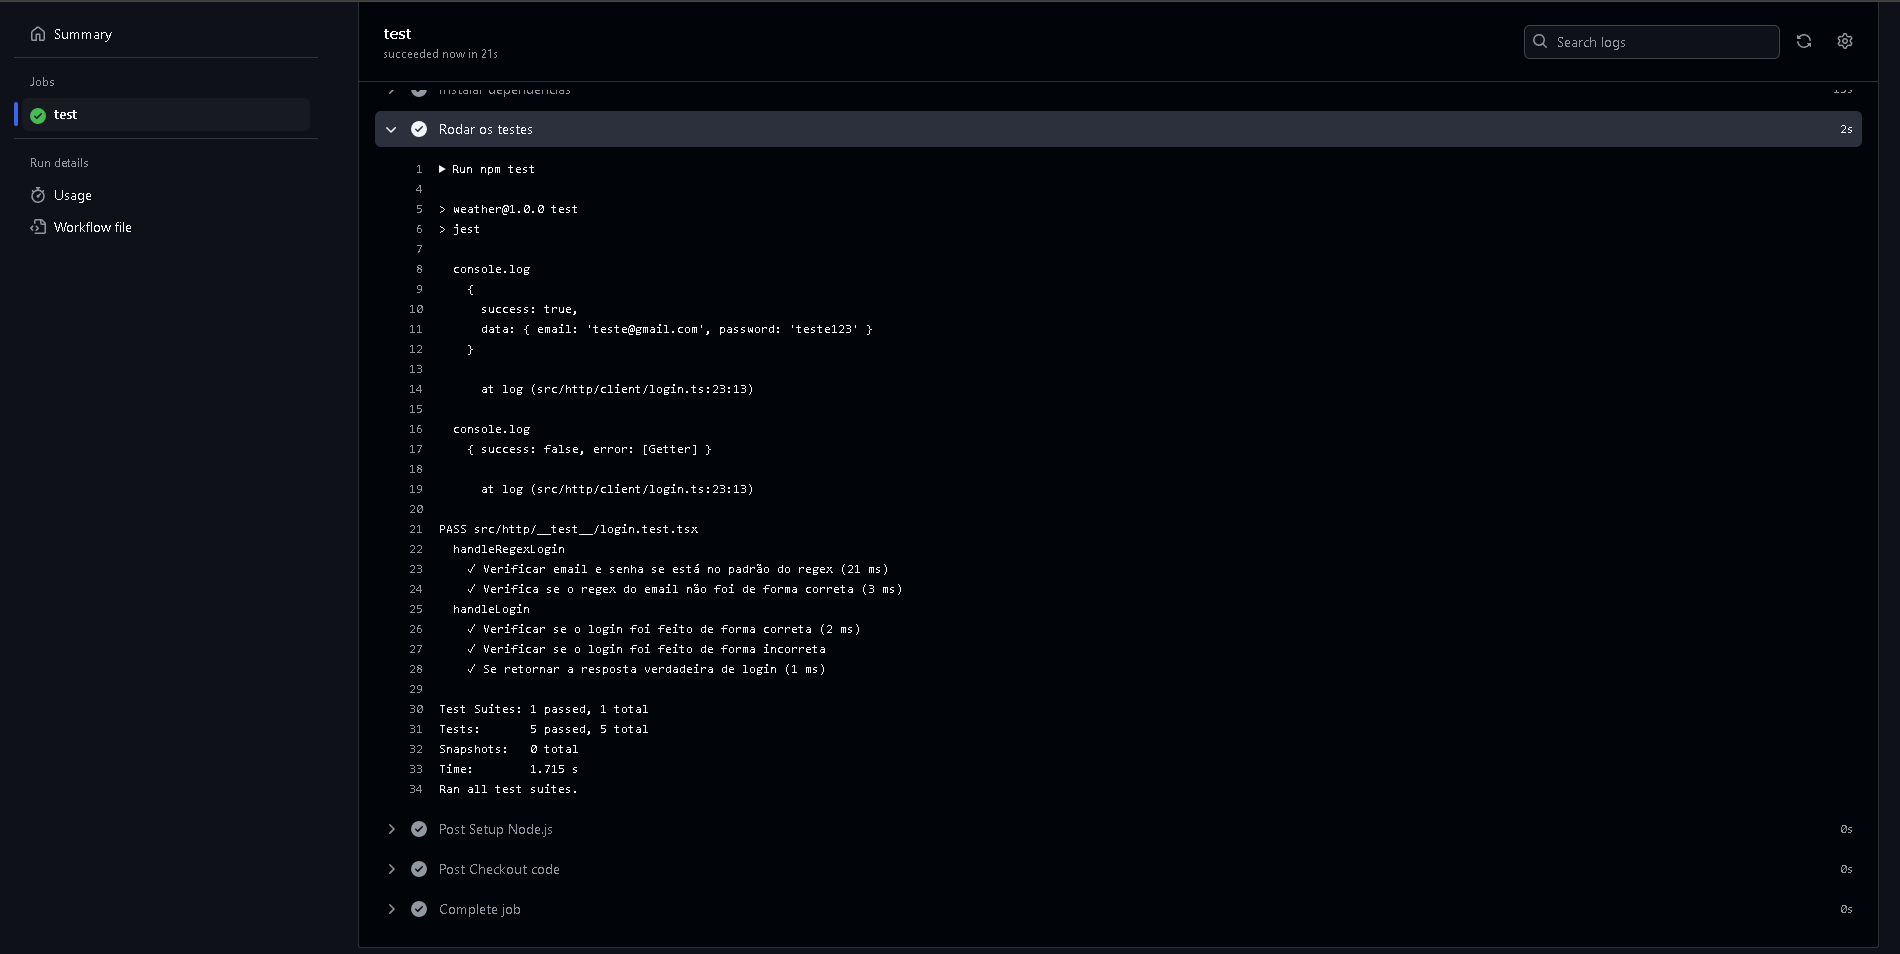 Summary
Jobs
test
Run details
Usage
Workflow file
test
succeeded now in 21s
Search logs
Instalar dependencias
Rodar os testes 2s
1 Run npm test
4
5 > weather@1.0.0 test
6 > jest
7
8 console.log
9 {
10 success: true,
11 data: { email: 'teste@gmail.com', password: 'teste123' }
12 }
13
14 at log (src/http/client/login.ts:23:13)
15
16 console.log
17 { success: false, error: [Getter] }
18
19 at log (src/http/client/login.ts:23:13)
20
21 PASS src/http/__test__/login.test.tsx
22 handleRegexLogin
23 ✓ Verificar email e senha se está no padrão do regex (21 ms)
24 ✓ Verifica se o regex do email não foi de forma correta (3 ms)
25 handleLogin
26 ✓ Verificar se o login foi feito de forma correta (2 ms)
27 ✓ Verificar se o login foi feito de forma incorreta
28 ✓ Se retornar a resposta verdadeira de login (1 ms)
29
30 Test Suites: 1 passed, 1 total
31 Tests: 5 passed, 5 total
32 Snapshots: 0 total
33 Time: 1.715 s
34 Ran all test suites.
Post Setup Node.js 0s
Post Checkout code 0s
Complete job 0s